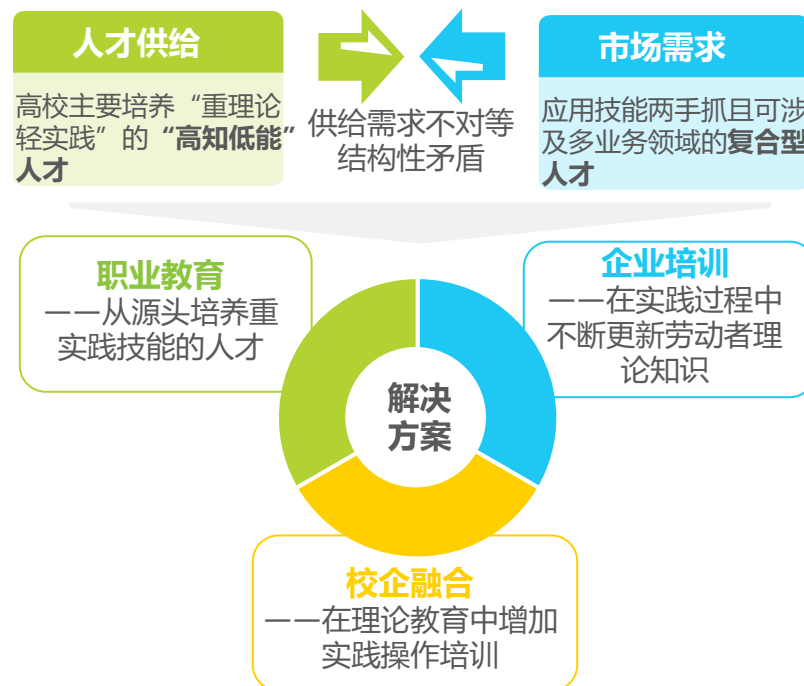 人才供给
高校主要培养“重理论
轻实践”的“高知低能”
人才
供给需求不对等
结构性矛盾
市场需求
应用技能两手抓且可涉
及多业务领域的复合型
人才
职业教育
——从源头培养重
实践技能的人才
企业培训
——在实践过程中
不断更新劳动者理
论知识
解决
方案
校企融合
——在理论教育中增加
实践操作培训